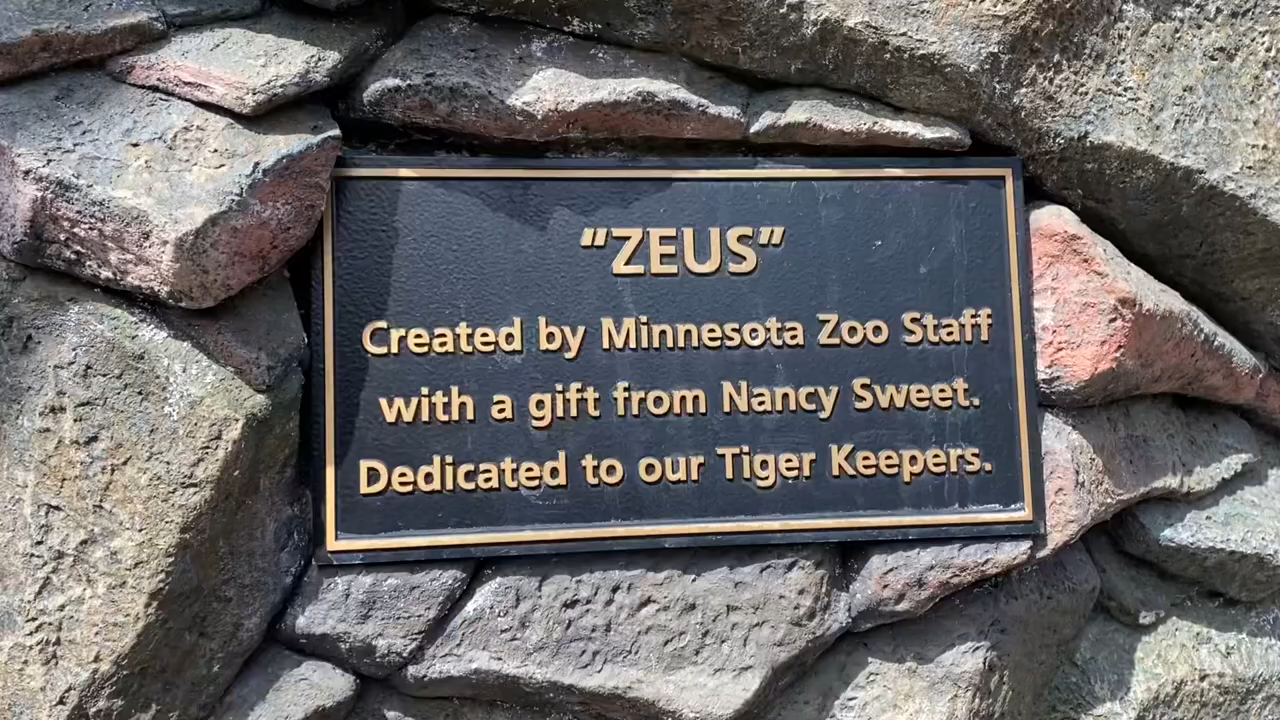 "ZEUS"
Created by Minnesota Zoo Staff
with a gift from Nancy Sweet.
Dedicated to our Tiger Keepers.